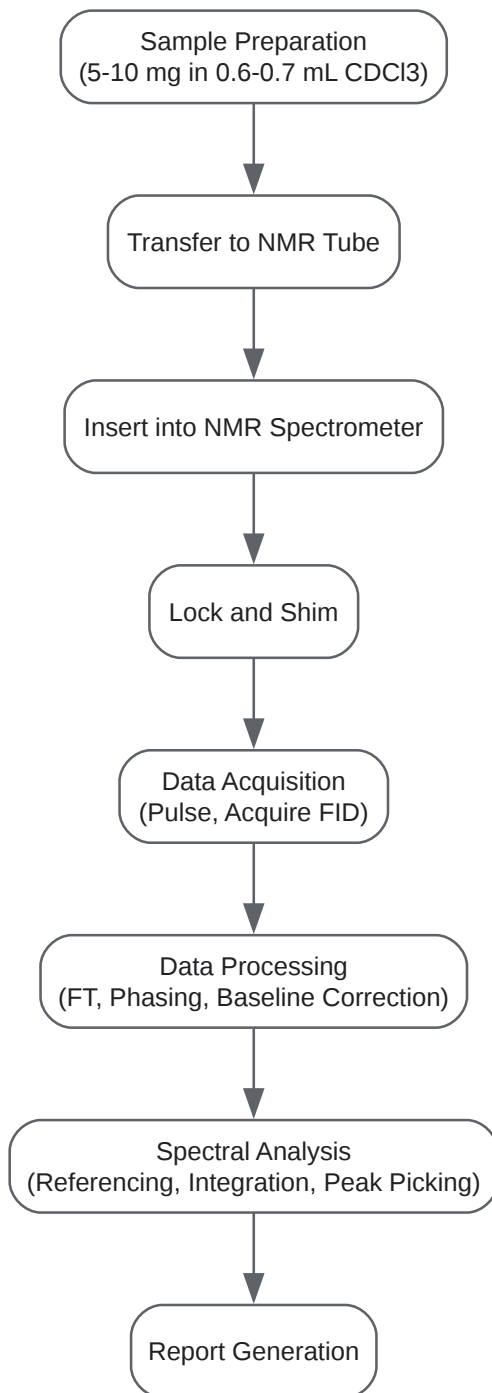 Sample Preparation
(5-10 mg in 0.6-0.7 mL CDCl3)
Transfer to NMR Tube
Insert into NMR Spectrometer
Lock and Shim
Data Acquisition
(Pulse, Acquire FID)
Data Processing
(FT, Phasing, Baseline Correction)
Spectral Analysis
(Referencing, Integration, Peak Picking)
Report Generation